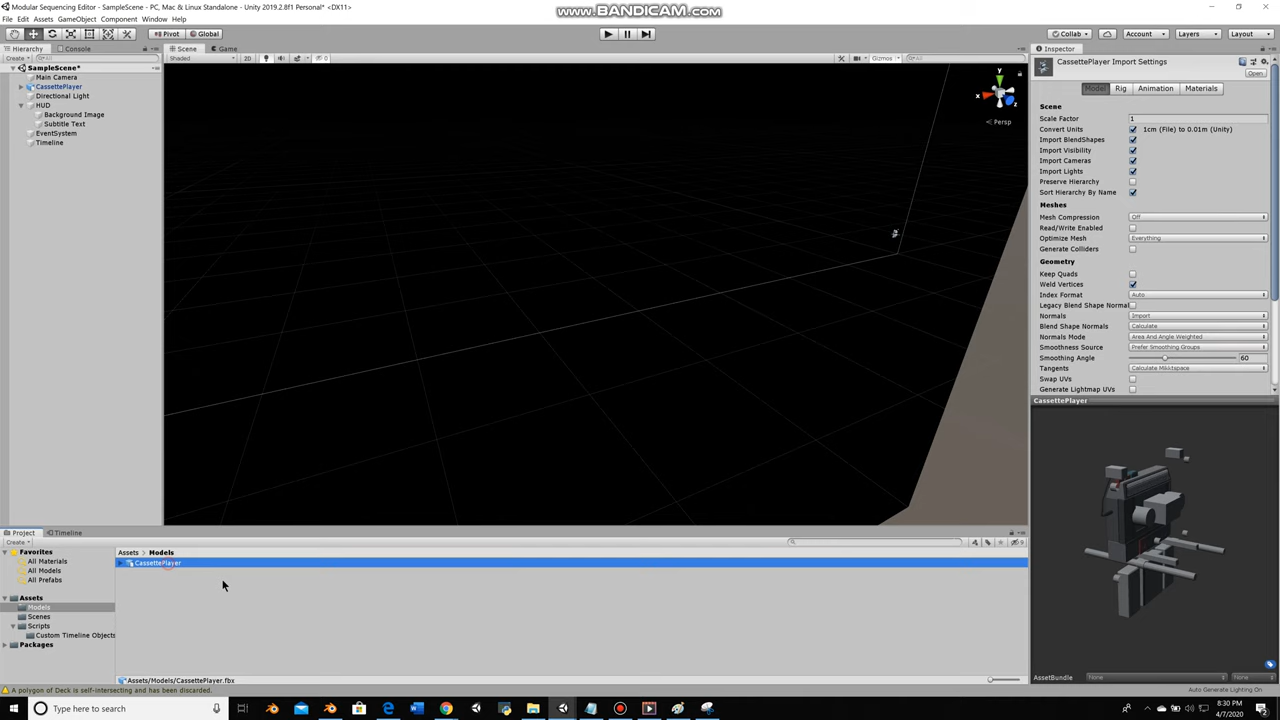 Modular Sequencing Editor - SampleScene - PC, Mac & Linux Standalone - Unity 2019.2.8f1 Personal* <DX11>
www.BANDICAM.com
File Edit Assets GameObject Component Window Help
Pivot Global
Collab Account Layers Layout
Hierarchy Console
Create All
SampleScene*
Main Camera
CassettePlayer
Directional Light
HUD
Background Image
Subtitle Text
EventSystem
Timeline
Scene Game
Shaded 2D 0 Gizmos All
y
x
z
Persp
Inspector
CassettePlayer Import Settings
Open
Model Rig Animation Materials
Scene
Scale Factor 1
Convert Units 1cm (File) to 0.01m (Unity)
Import BlendShapes
Import Visibility
Import Cameras
Import Lights
Preserve Hierarchy
Sort Hierarchy By Name
Meshes
Mesh Compression Off
Read/Write Enabled
Optimize Mesh Everything
Generate Colliders
Geometry
Keep Quads
Weld Vertices
Index Format Auto
Legacy Blend Shape Normal
Normals Import
Blend Shape Normals Calculate
Normals Mode Area And Angle Weighted
Smoothness Source Prefer Smoothing Groups
Smoothing Angle 60
Tangents Calculate Mikktspace
Swap UVs
Generate Lightmap UVs
CassettePlayer
AssetBundle None None
Auto Generate Lighting On
Project Timeline
Create
9
Favorites
All Materials
All Models
All Prefabs
Assets
Models
Scenes
Scripts
Custom Timeline Objects
Packages
Assets > Models
CassettePlayer
Assets/Models/CassettePlayer.fbx
A polygon of Deck is self-intersecting and has been discarded.
Type here to search
8:30 PM
4/7/2020